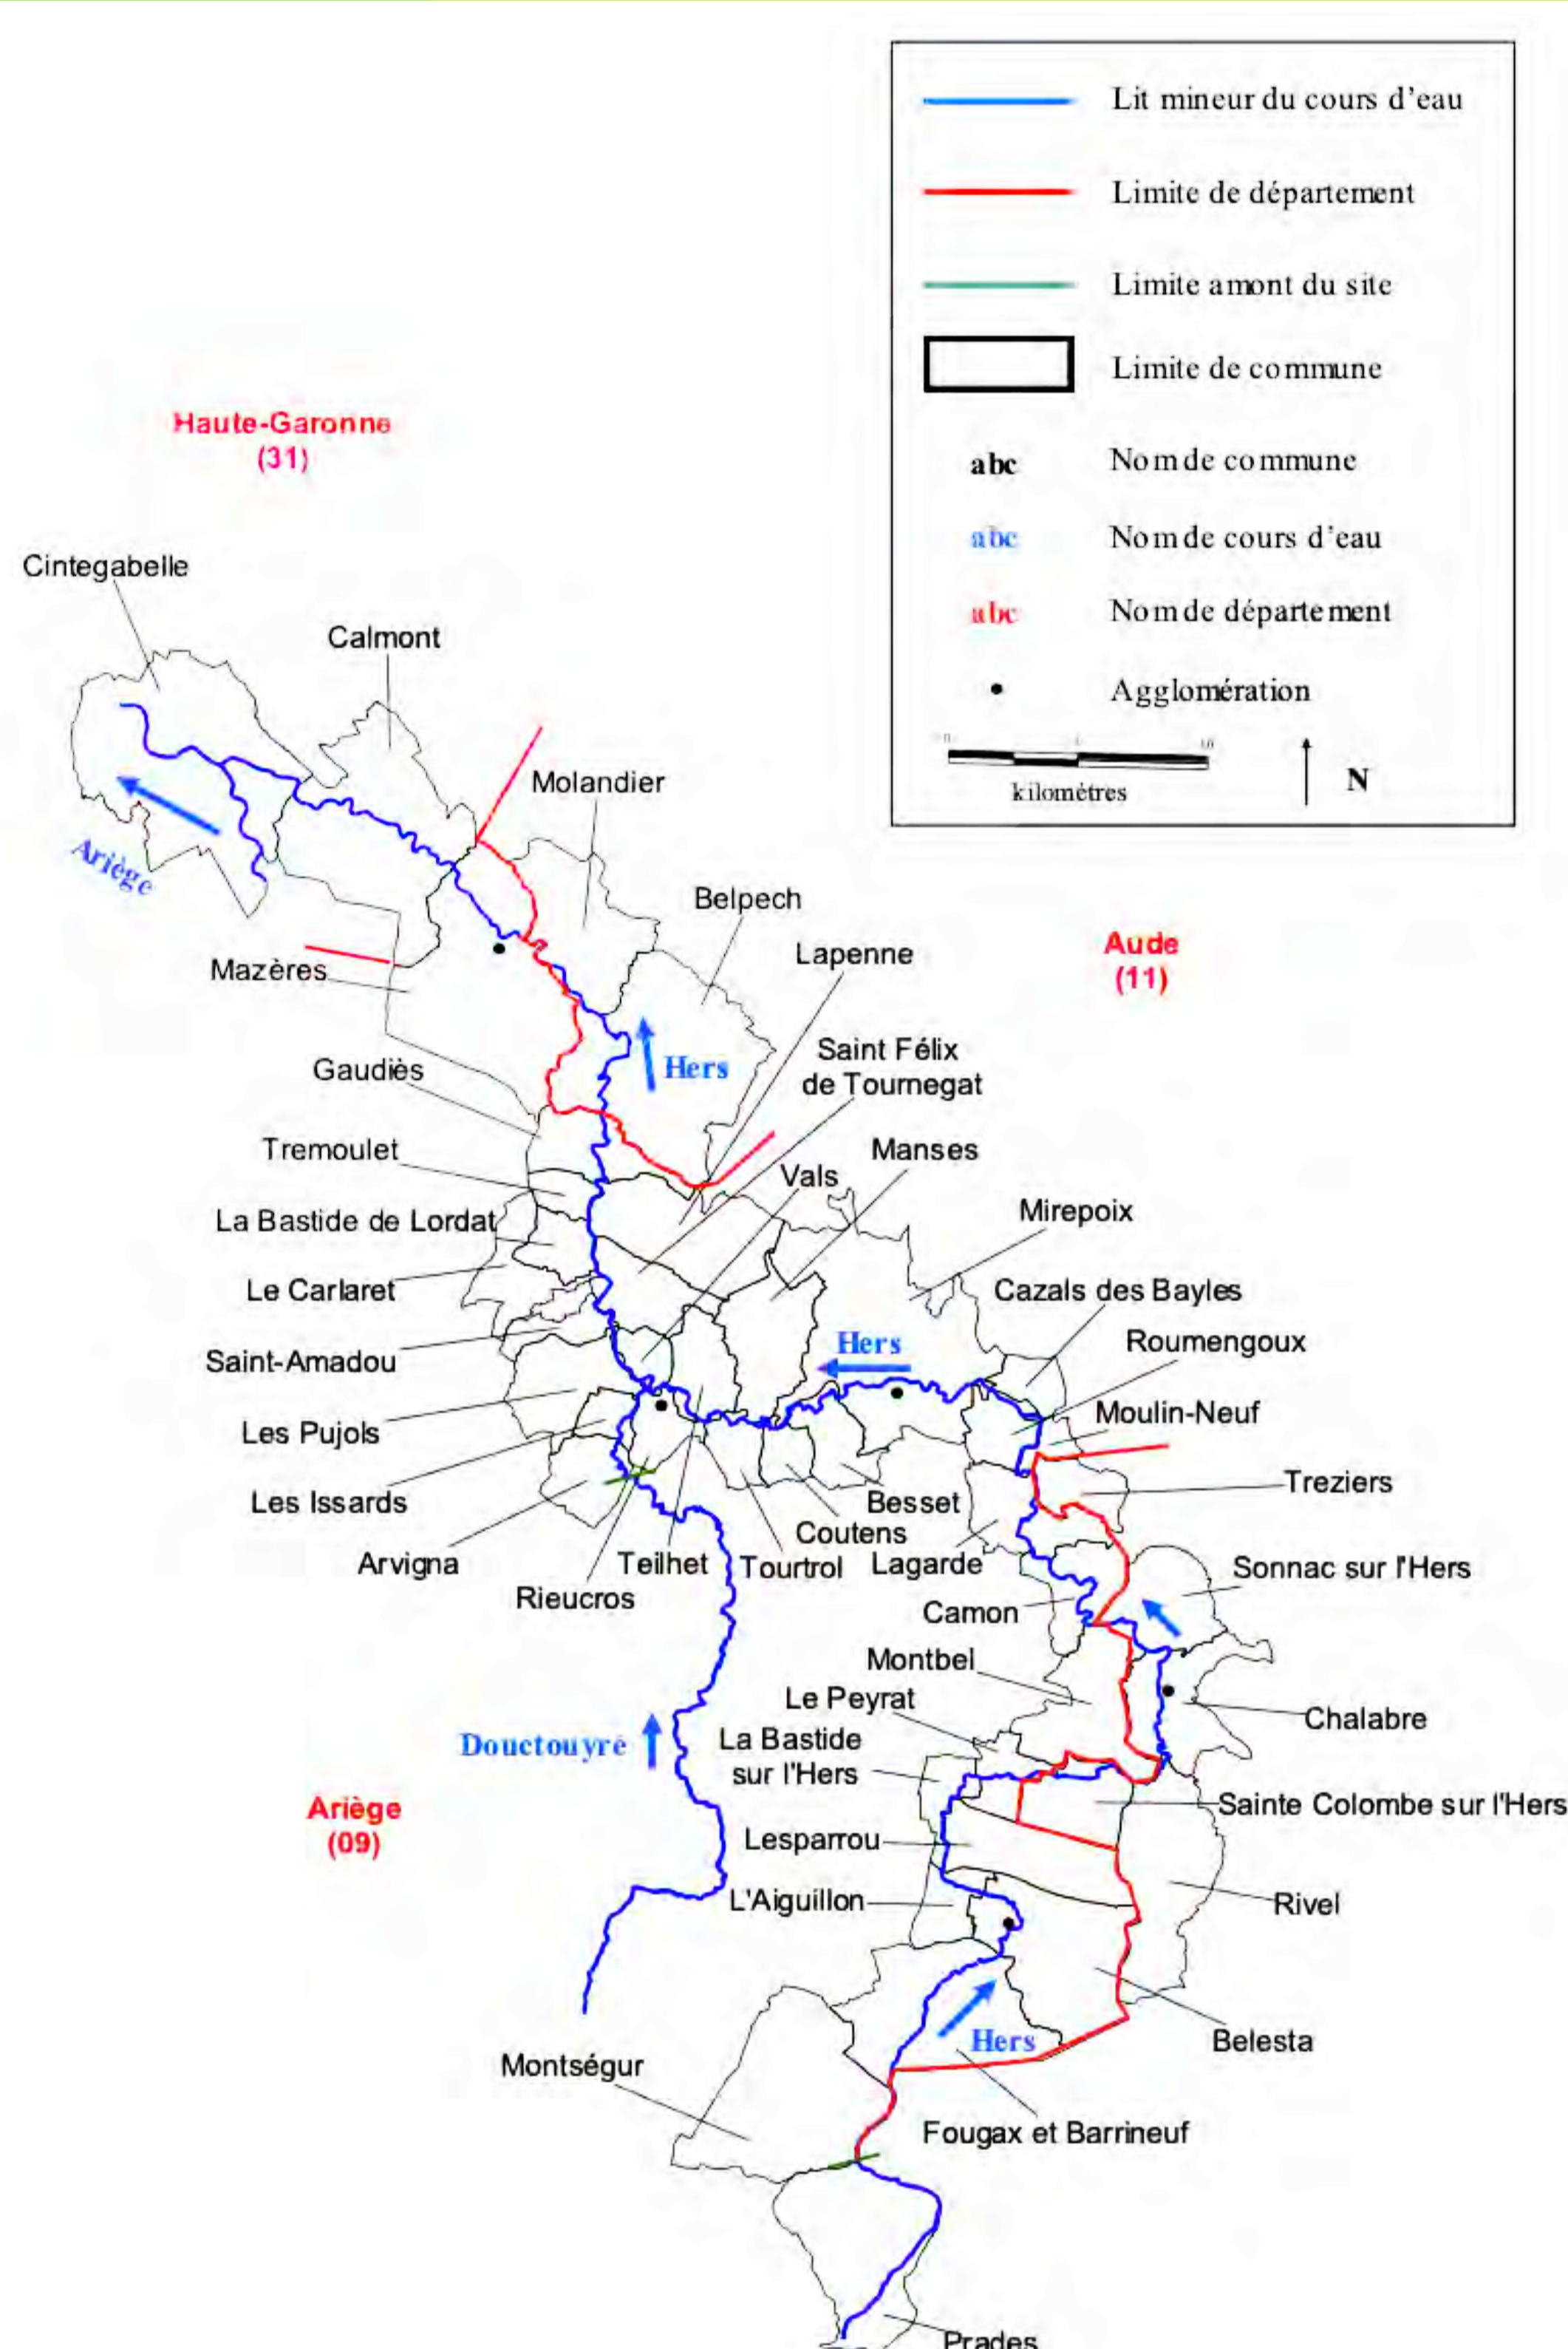 Lit mineur du cours d'eau
Limite de département
Limite amont du site
Limite de commune
abc Nom de commune
abc Nom de cours d'eau
abc Nom de département
Agglomération
kilomètres
N
Haute-Garonne
(31)
Cintegabelle
Calmont
Molandier
Ariège
Belpech
Aude
(11)
Lapenne
Mazères
Saint Félix
de Tournegat
Hers
Gaudiès
Tremoulet
Manses
Vals
La Bastide de Lordat
Mirepoix
Le Carlaret
Cazals des Bayles
Hers
Roumengoux
Saint-Amadou
Moulin-Neuf
Les Pujols
Treziers
Les Issards
Besset
Coutens
Arvigna
Teilhet
Tourtrol
Lagarde
Sonnac sur l'Hers
Rieucros
Camon
Montbel
Le Peyrat
Chalabre
Douctouyre
La Bastide
sur l'Hers
Ariège
(09)
Sainte Colombe sur l'Hers
Lesparrou
L'Aiguillon
Rivel
Hers
Belesta
Montségur
Fougax et Barrineuf
Prades